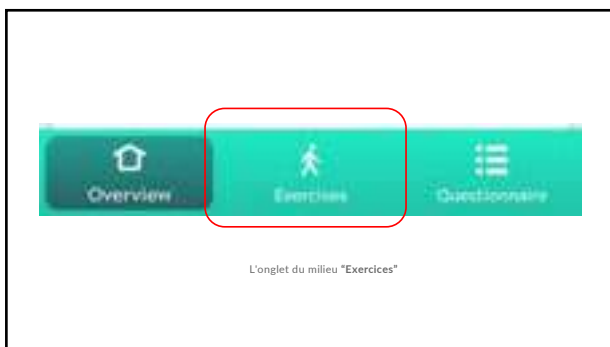 Overview
Exercises
Questionnaire
L'onglet du milieu "Exercices"